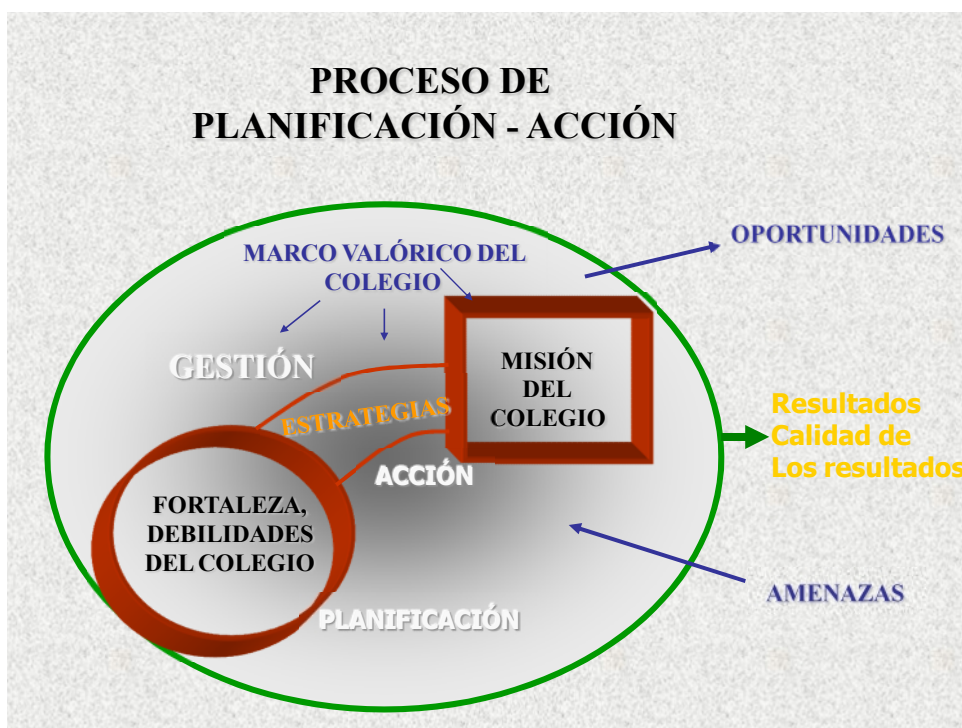 PROCESO DE
PLANIFICACIÓN - ACCIÓN
OPORTUNIDADES
MARCO VALÓRICO DEL
COLEGIO
GESTIÓN
MISIÓN
DEL
COLEGIO
ESTRATEGIAS
Resultados
Calidad de
Los resultados
ACCIÓN
FORTALEZA,
DEBILIDADES
DEL COLEGIO
AMENAZAS
PLANIFICACIÓN